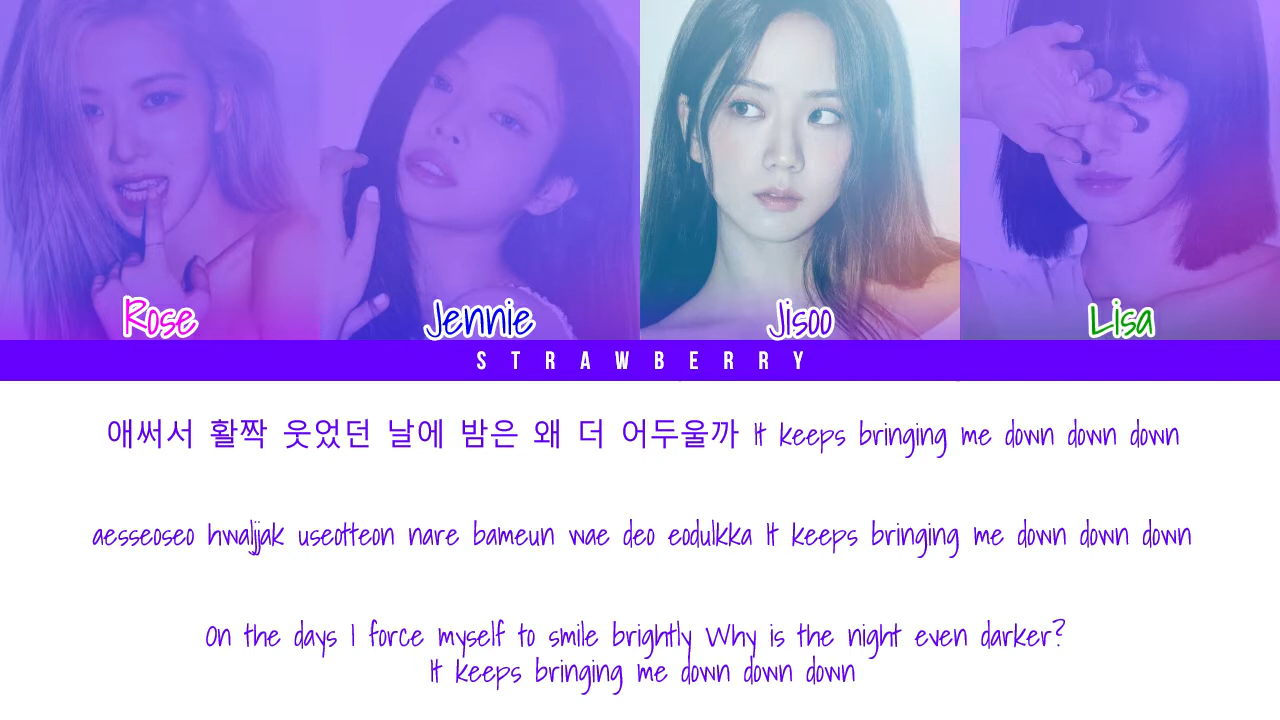 Rose
Jennie
Jisoo
Lisa
STRAWBERRY
애써서 활짝 웃었던 날에 밤은 왜 더 어두울까 It keeps bringing me down down down
aesseoseo hwaljjak useotteon nare bameun wae deo eodulkka It keeps bringing me down down down
On the days I force myself to smile brightly Why is the night even darker?
It keeps bringing me down down down